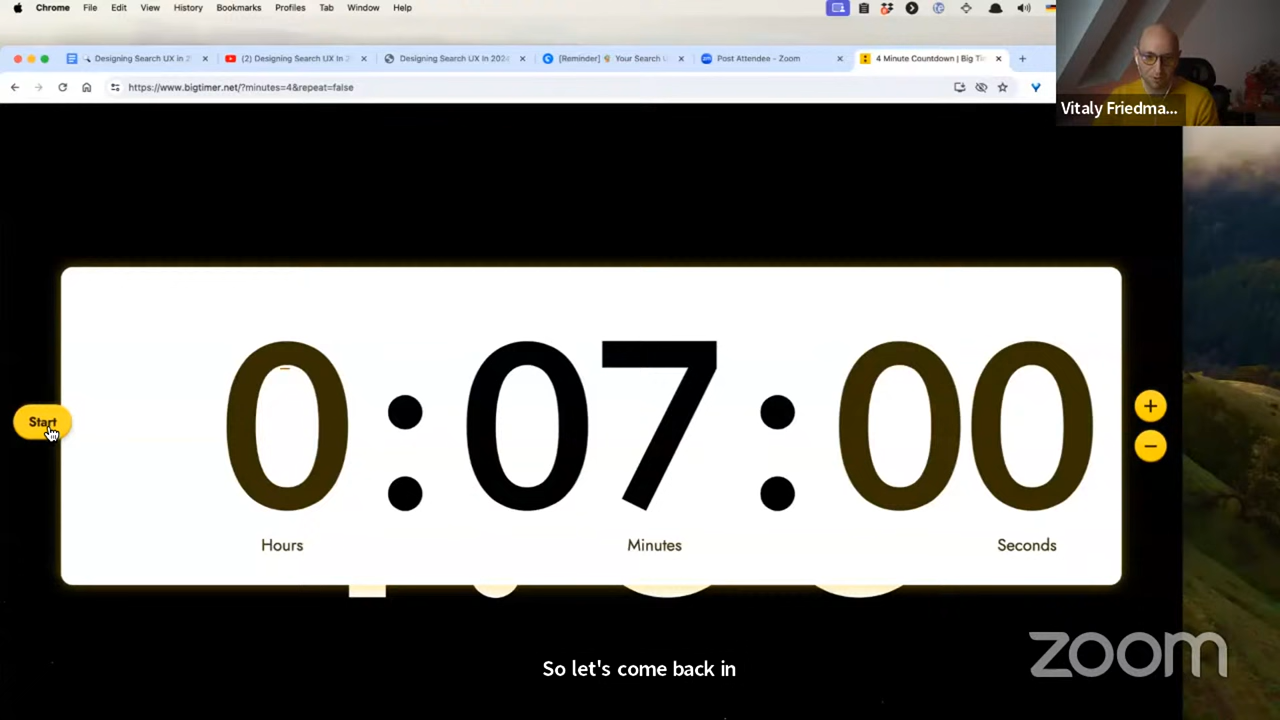 Chrome File Edit View History Bookmarks Profiles Tab Window Help
Designing Search UX in 2 (2) Designing Search UX In 2 Designing Search UX In 2024 [Reminder] Your Search U Post Attendee - Zoom 4 Minute Countdown | Big Tim
https://www.bigtimer.net/?minutes=4&repeat=false
Vitaly Friedma...
Start
0:07:00
+
−
Hours Minutes Seconds
So let's come back in
zoom